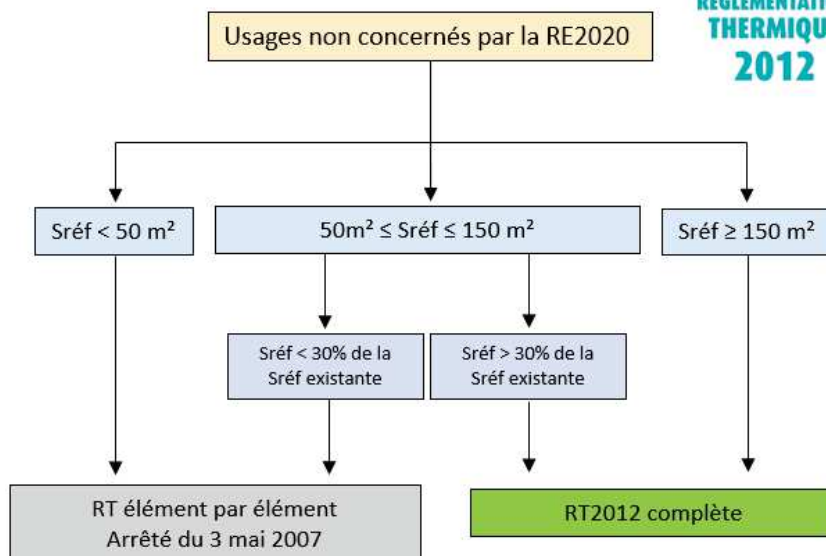 THERMIQU
2012
Usages non concernés par la RE2020
Sréf < 50 m²
50m² ≤ Sréf ≤ 150 m²
Sréf ≥ 150 m²
Sréf < 30% de la
Sréf existante
Sréf > 30% de la
Sréf existante
RT élément par élément
Arrêté du 3 mai 2007
RT2012 complète